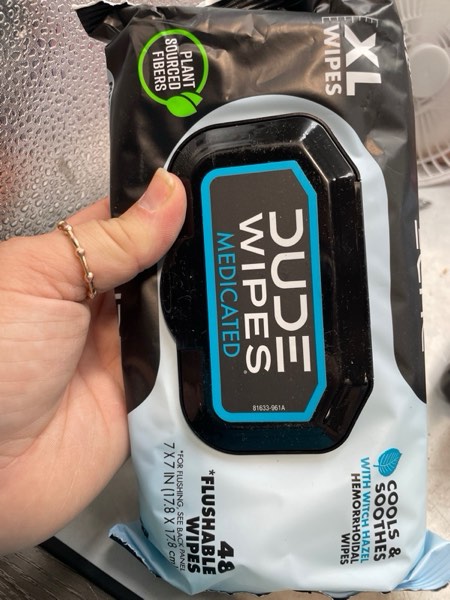 XL
WIPES
PLANT
SOURCED
FIBERS
DUDE
WIPES
MEDICATED
81633-961A
COOLS &
SOOTHES
WITH WITCH HAZEL
HEMORRHOIDAL
WIPES
48
*FLUSHABLE
WIPES
*FOR FLUSHING, SEE BACK PANEL
7 X 7 IN (17.8 X 17.8 cm)